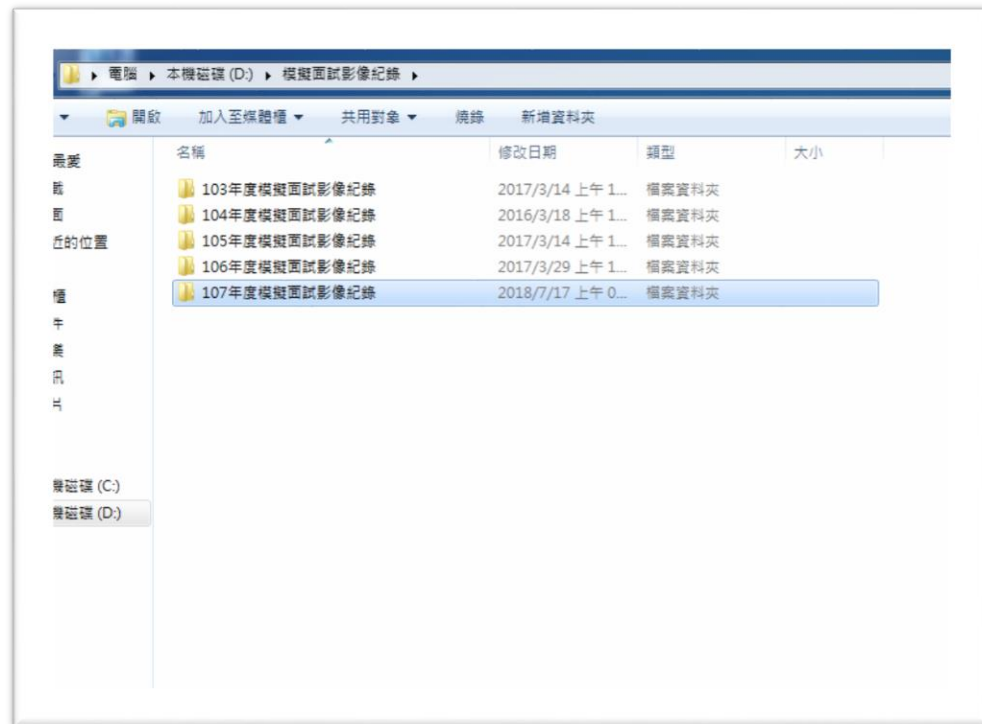 電腦 ▸ 本機磁碟 (D:) ▸ 模擬面試影像紀錄 ▸
開啟 加入至媒體櫃 共用對象 燒錄 新增資料夾
名稱 修改日期 類型 大小
最愛
面
近的位置
櫃
件
訊
片
機磁碟 (C:)
機磁碟 (D:)
103年度模擬面試影像紀錄 2017/3/14 上午 1... 檔案資料夾
104年度模擬面試影像紀錄 2016/3/18 上午 1... 檔案資料夾
105年度模擬面試影像紀錄 2017/3/14 上午 1... 檔案資料夾
106年度模擬面試影像紀錄 2017/3/29 上午 1... 檔案資料夾
107年度模擬面試影像紀錄 2018/7/17 上午 0... 檔案資料夾